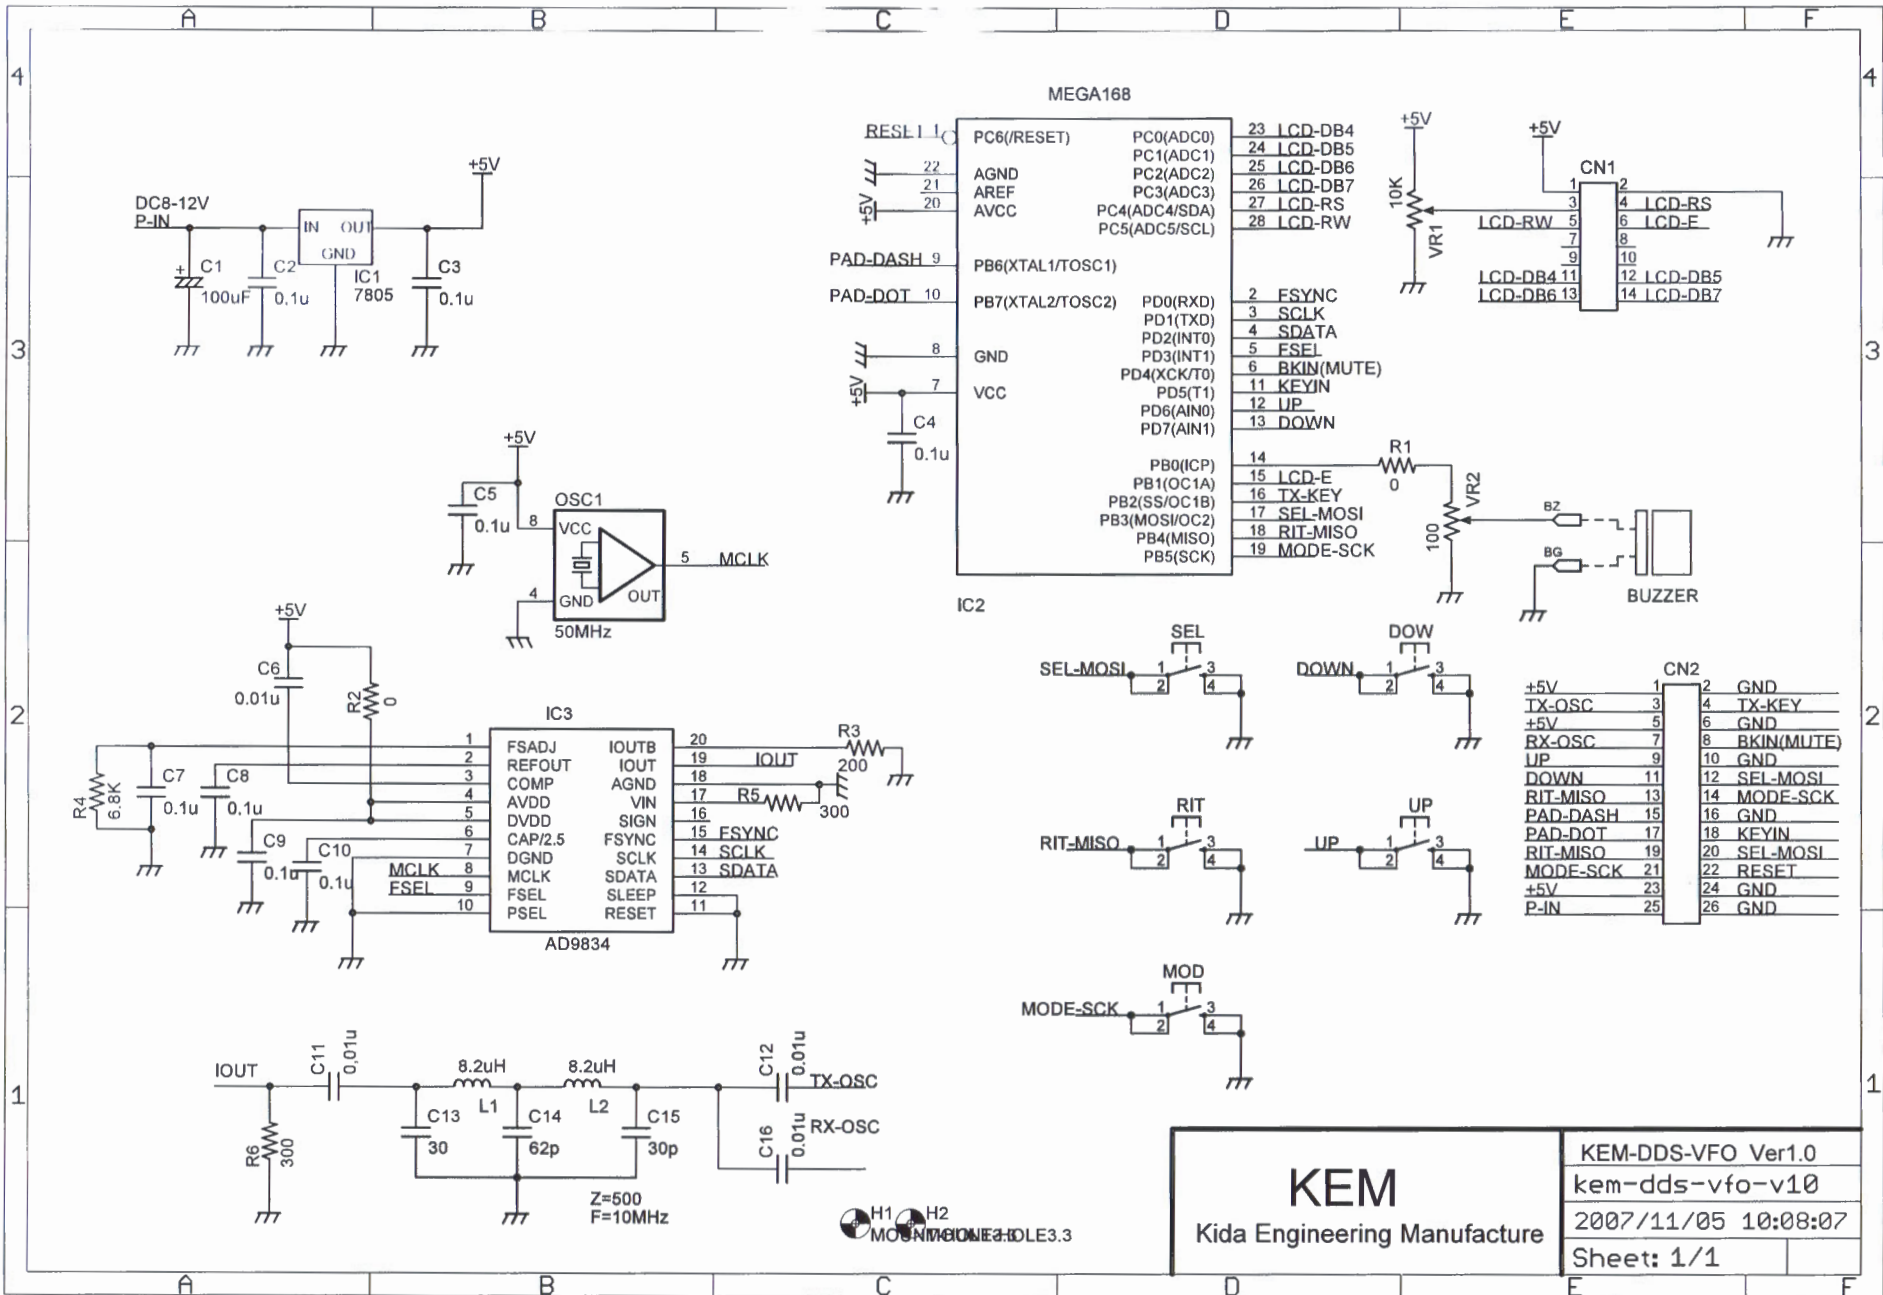 A B C D E F
4 4
3 3
2 2
1 1
DC8-12V
P-IN
+5V
IN OUT
GND
IC1
7805
+
C1
100uF
C2
0.1u
C3
0.1u
MEGA168
1
PC6(/RESET)
22 AGND
21 AREF
+5V 20 AVCC
PAD-DASH 9 PB6(XTAL1/TOSC1)
PAD-DOT 10 PB7(XTAL2/TOSC2)
8 GND
+5V 7 VCC
C4
0.1u
PC0(ADC0) 23 LCD-DB4
PC1(ADC1) 24 LCD-DB5
PC2(ADC2) 25 LCD-DB6
PC3(ADC3) 26 LCD-DB7
PC4(ADC4/SDA) 27 LCD-RS
PC5(ADC5/SCL) 28 LCD-RW
PD0(RXD) 2 FSYNC
PD1(TXD) 3 SCLK
PD2(INT0) 4 SDATA
PD3(INT1) 5 FSEL
PD4(XCK/T0) 6 BKIN(MUTE)
PD5(T1) 11 KEYIN
PD6(AIN0) 12 UP
PD7(AIN1) 13 DOWN
PB0(ICP) 14
PB1(OC1A) 15 LCD-E
PB2(SS/OC1B) 16 TX-KEY
PB3(MOSI/OC2) 17 SEL-MOSI
PB4(MISO) 18 RIT-MISO
PB5(SCK) 19 MODE-SCK
IC2
+5V
10K
VR1
+5V
CN1
1 2
3 4 LCD-RS
LCD-RW 5 6 LCD-E
7 8
9 10
LCD-DB4 11 12 LCD-DB5
LCD-DB6 13 14 LCD-DB7
R1
0
VR2
100
BZ
BG
BUZZER
+5V
C5
0.1u
OSC1
8 VCC
5 MCLK
4 GND
OUT
50MHz
+5V
C6
0.01u
R2
0
IC3
1 FSADJ IOUTB 20
2 REFOUT IOUT 19 IOUT
3 COMP AGND 18
4 AVDD VIN 17
5 DVDD SIGN 16
6 CAP/2.5 FSYNC 15 FSYNC
7 DGND SCLK 14 SCLK
MCLK 8 MCLK SDATA 13 SDATA
FSEL 9 FSEL SLEEP 12
10 PSEL RESET 11
AD9834
R3
200
R5
300
R4
6.8K
C7
0.1u
C8
0.1u
C9
0.1u
C10
0.1u
SEL
SEL-MOSI 1 3
2 4
DOW
DOWN 1 3
2 4
RIT
RIT-MISO 1 3
2 4
UP
UP 1 3
2 4
MOD
MODE-SCK 1 3
2 4
CN2
+5V 1 2 GND
TX-OSC 3 4 TX-KEY
+5V 5 6 GND
RX-OSC 7 8 BKIN(MUTE)
UP 9 10 GND
DOWN 11 12 SEL-MOSI
RIT-MISO 13 14 MODE-SCK
PAD-DASH 15 16 GND
PAD-DOT 17 18 KEYIN
RIT-MISO 19 20 SEL-MOSI
MODE-SCK 21 22 RESET
+5V 23 24 GND
P-IN 25 26 GND
IOUT
R6
300
C11
0,01u
8.2uH
L1
8.2uH
L2
C13
30
C14
62p
C15
30p
C12
0.01u
TX-OSC
C16
0.01u
RX-OSC
Z=500
F=10MHz
H1 H2
KEM
Kida Engineering Manufacture
KEM-DDS-VFO Ver1.0
kem-dds-vfo-v10
2007/11/05 10:08:07
Sheet: 1/1
A B C D E F